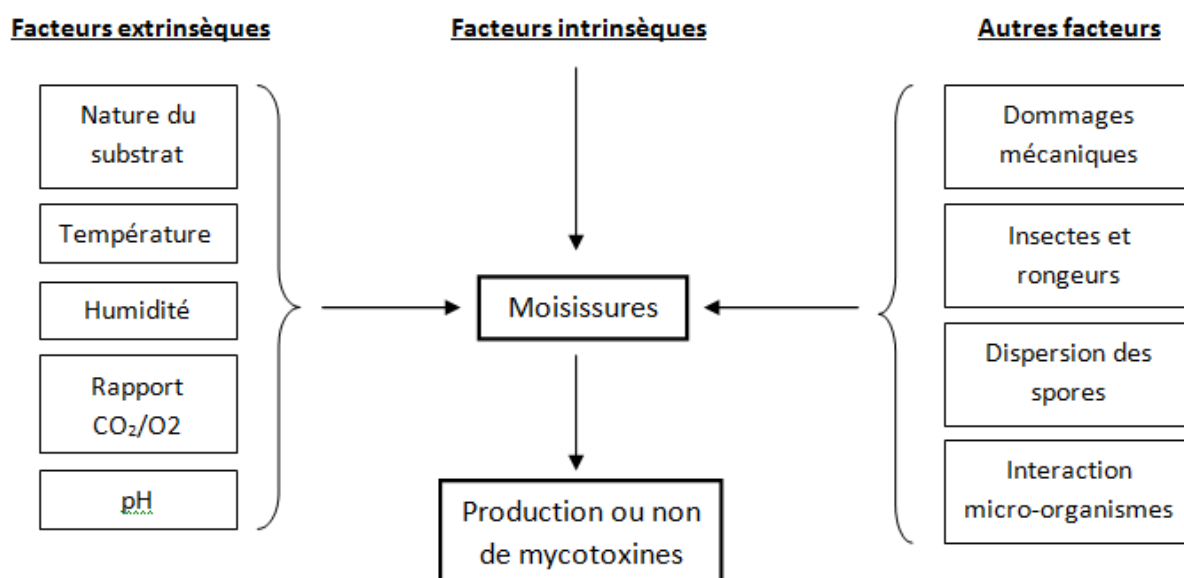 Facteurs extrinsèques
Nature du
substrat
Température
Humidité
Rapport
CO₂/O2
pH
Facteurs intrinsèques
Moisissures
Production ou non
de mycotoxines
Autres facteurs
Dommages
mécaniques
Insectes et
rongeurs
Dispersion des
spores
Interaction
micro-organismes